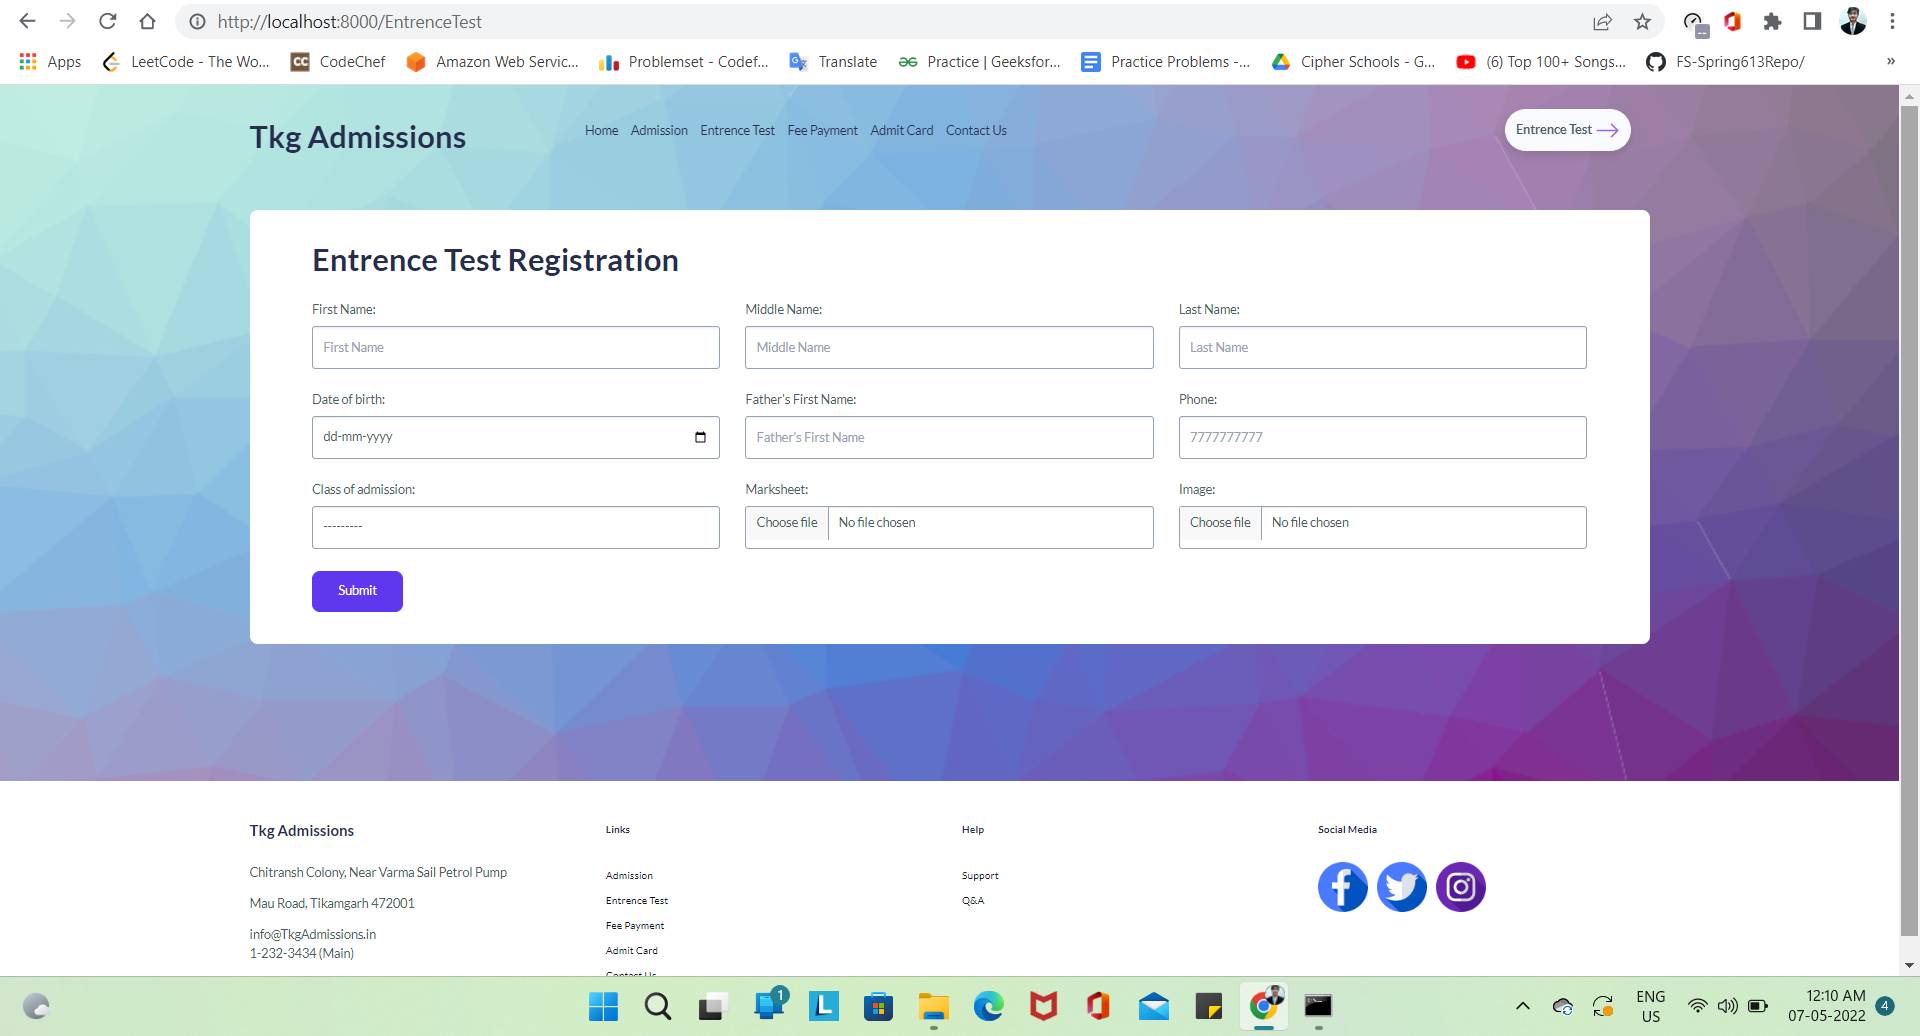 http://localhost:8000/EntrenceTest
Apps LeetCode - The Wo... CC CodeChef Amazon Web Servic... Problemset - Codef... Translate Practice | Geeksfor... Practice Problems -... Cipher Schools - G... (6) Top 100+ Songs... FS-Spring613Repo/ »
Tkg Admissions Home Admission Entrence Test Fee Payment Admit Card Contact Us Entrence Test
Entrence Test Registration
First Name: Middle Name: Last Name:
First Name Middle Name Last Name
Date of birth: Father's First Name: Phone:
dd-mm-yyyy Father's First Name 7777777777
Class of admission: Marksheet: Image:
--------- Choose file No file chosen Choose file No file chosen
Submit
Tkg Admissions Links Help Social Media
Chitransh Colony, Near Varma Sail Petrol Pump Admission Support
Mau Road, Tikamgarh 472001 Entrence Test Q&A
Fee Payment
info@TkgAdmissions.in
1-232-3434 (Main) Admit Card
Contact Us
1 L ENG US 12:10 AM 07-05-2022 4